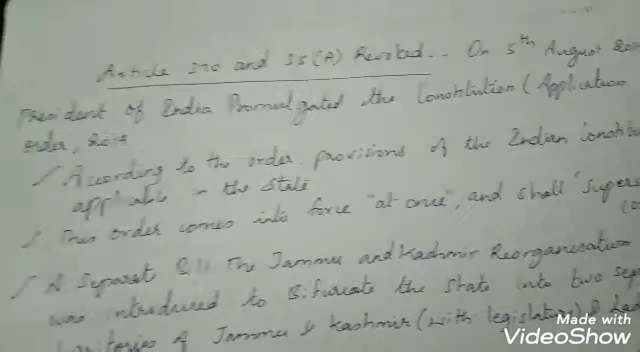 Article 370 and 35(A) Revoked.. On 5th August
President of India Promulgated the Constitution (Application
order, 2019
✓ According to the order provisions of the Indian
applicable in the State
✓ This order comes into force "at once", and shall "
✓ A Separat Bill The Jammu and Kashmir Reorganisation
was introduced to Bifurcate the State into two
of Jammu & Kashmir (with legislature) &
Made with
VideoShow